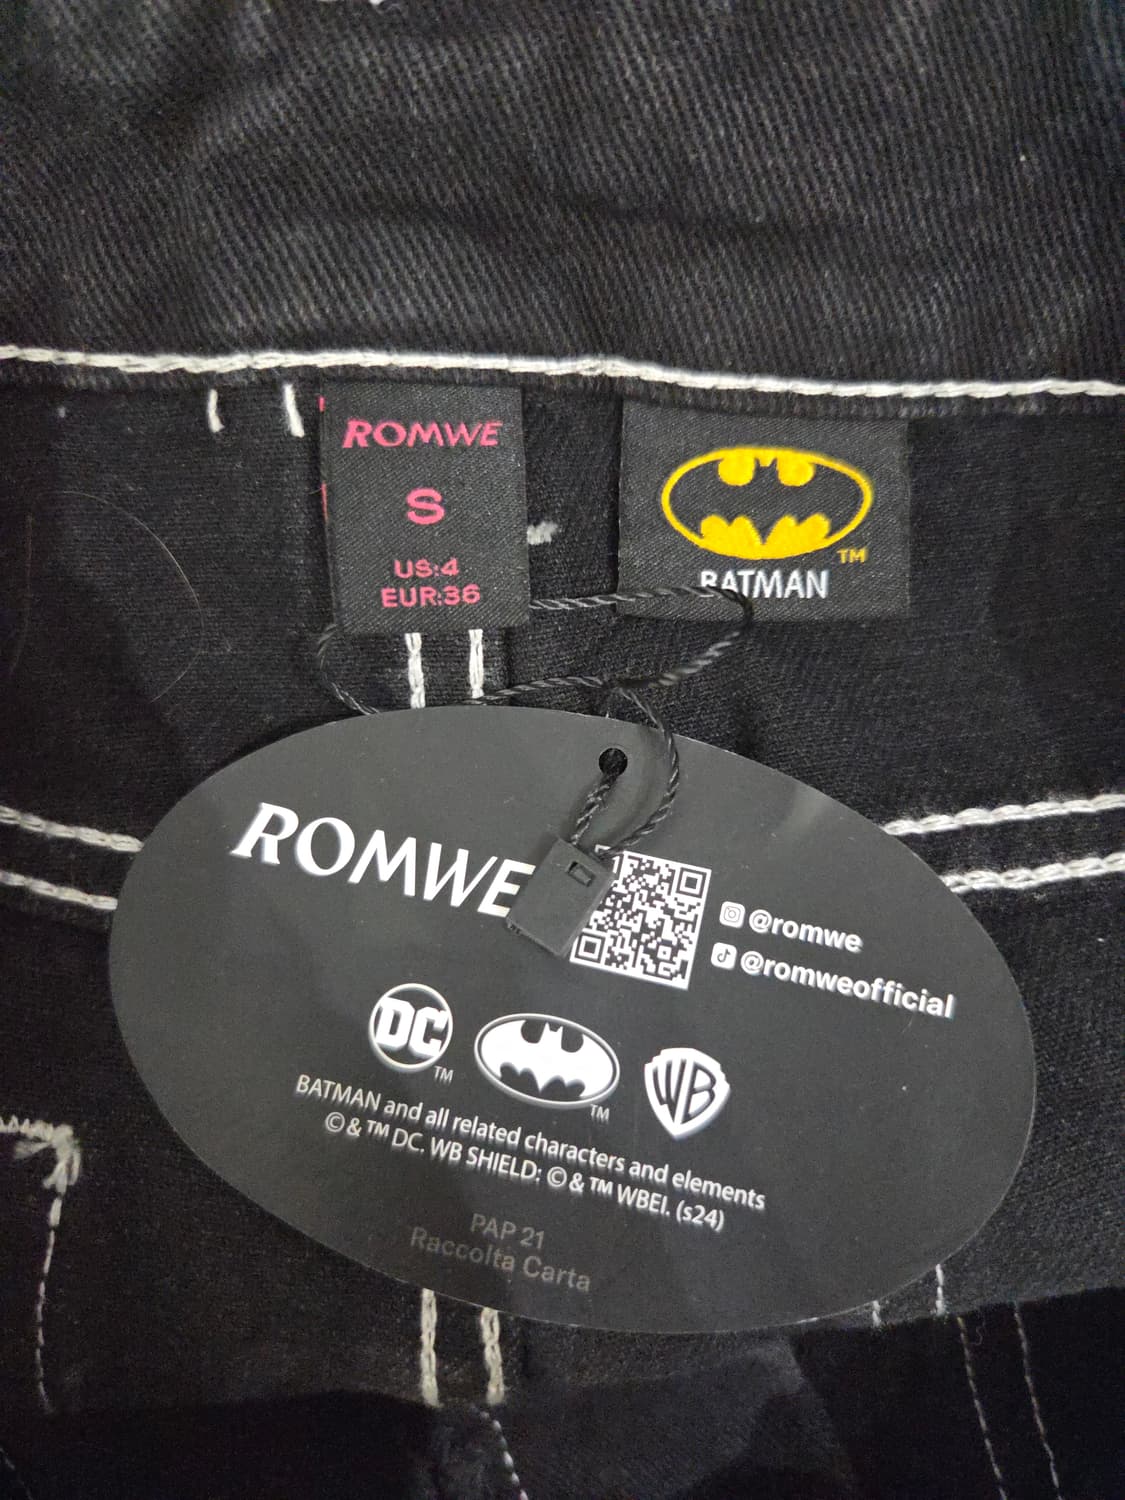 ROMWE
S
US:4
EUR:36
TM
BATMAN
ROMWE
@romwe
@romweofficial
DC
TM
TM
WB
BATMAN and all related characters and elements
© & ™ DC. WB SHIELD: © & ™ WBEI. (s24)
PAP 21
Raccolta Carta